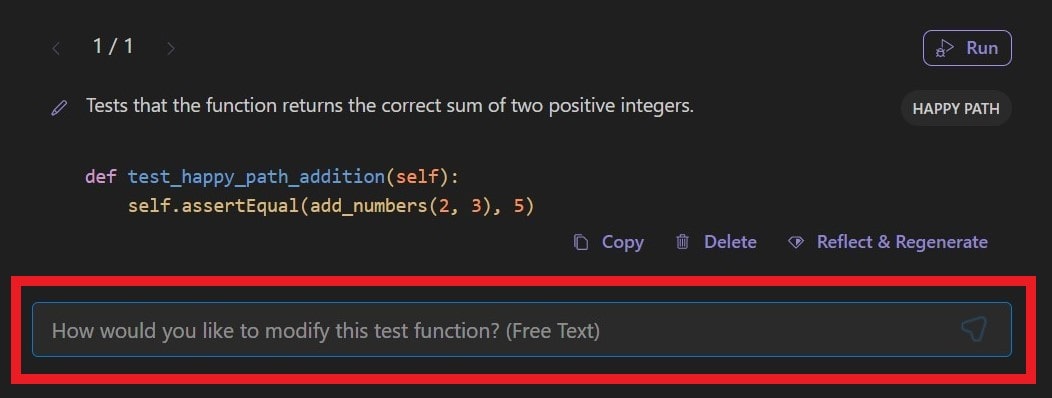 1 / 1
Run
Tests that the function returns the correct sum of two positive integers.
HAPPY PATH
def test_happy_path_addition(self):
    self.assertEqual(add_numbers(2, 3), 5)
Copy Delete Reflect & Regenerate
How would you like to modify this test function? (Free Text)